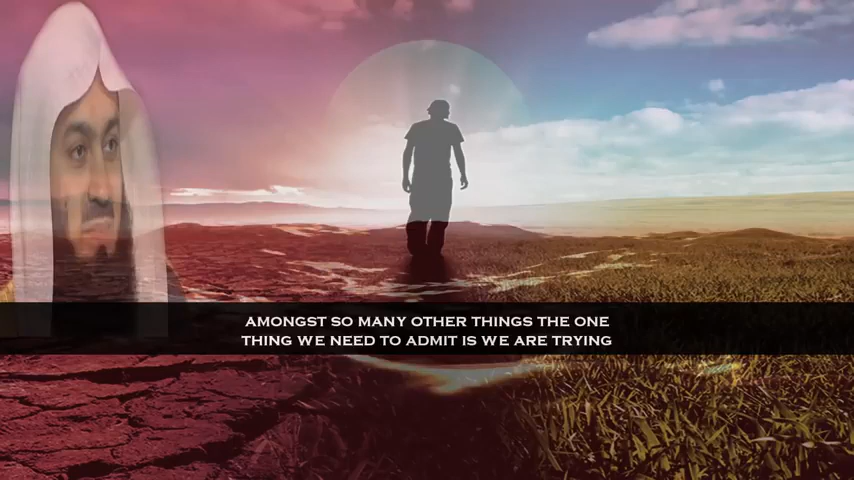 AMONGST SO MANY OTHER THINGS THE ONE
THING WE NEED TO ADMIT IS WE ARE TRYING